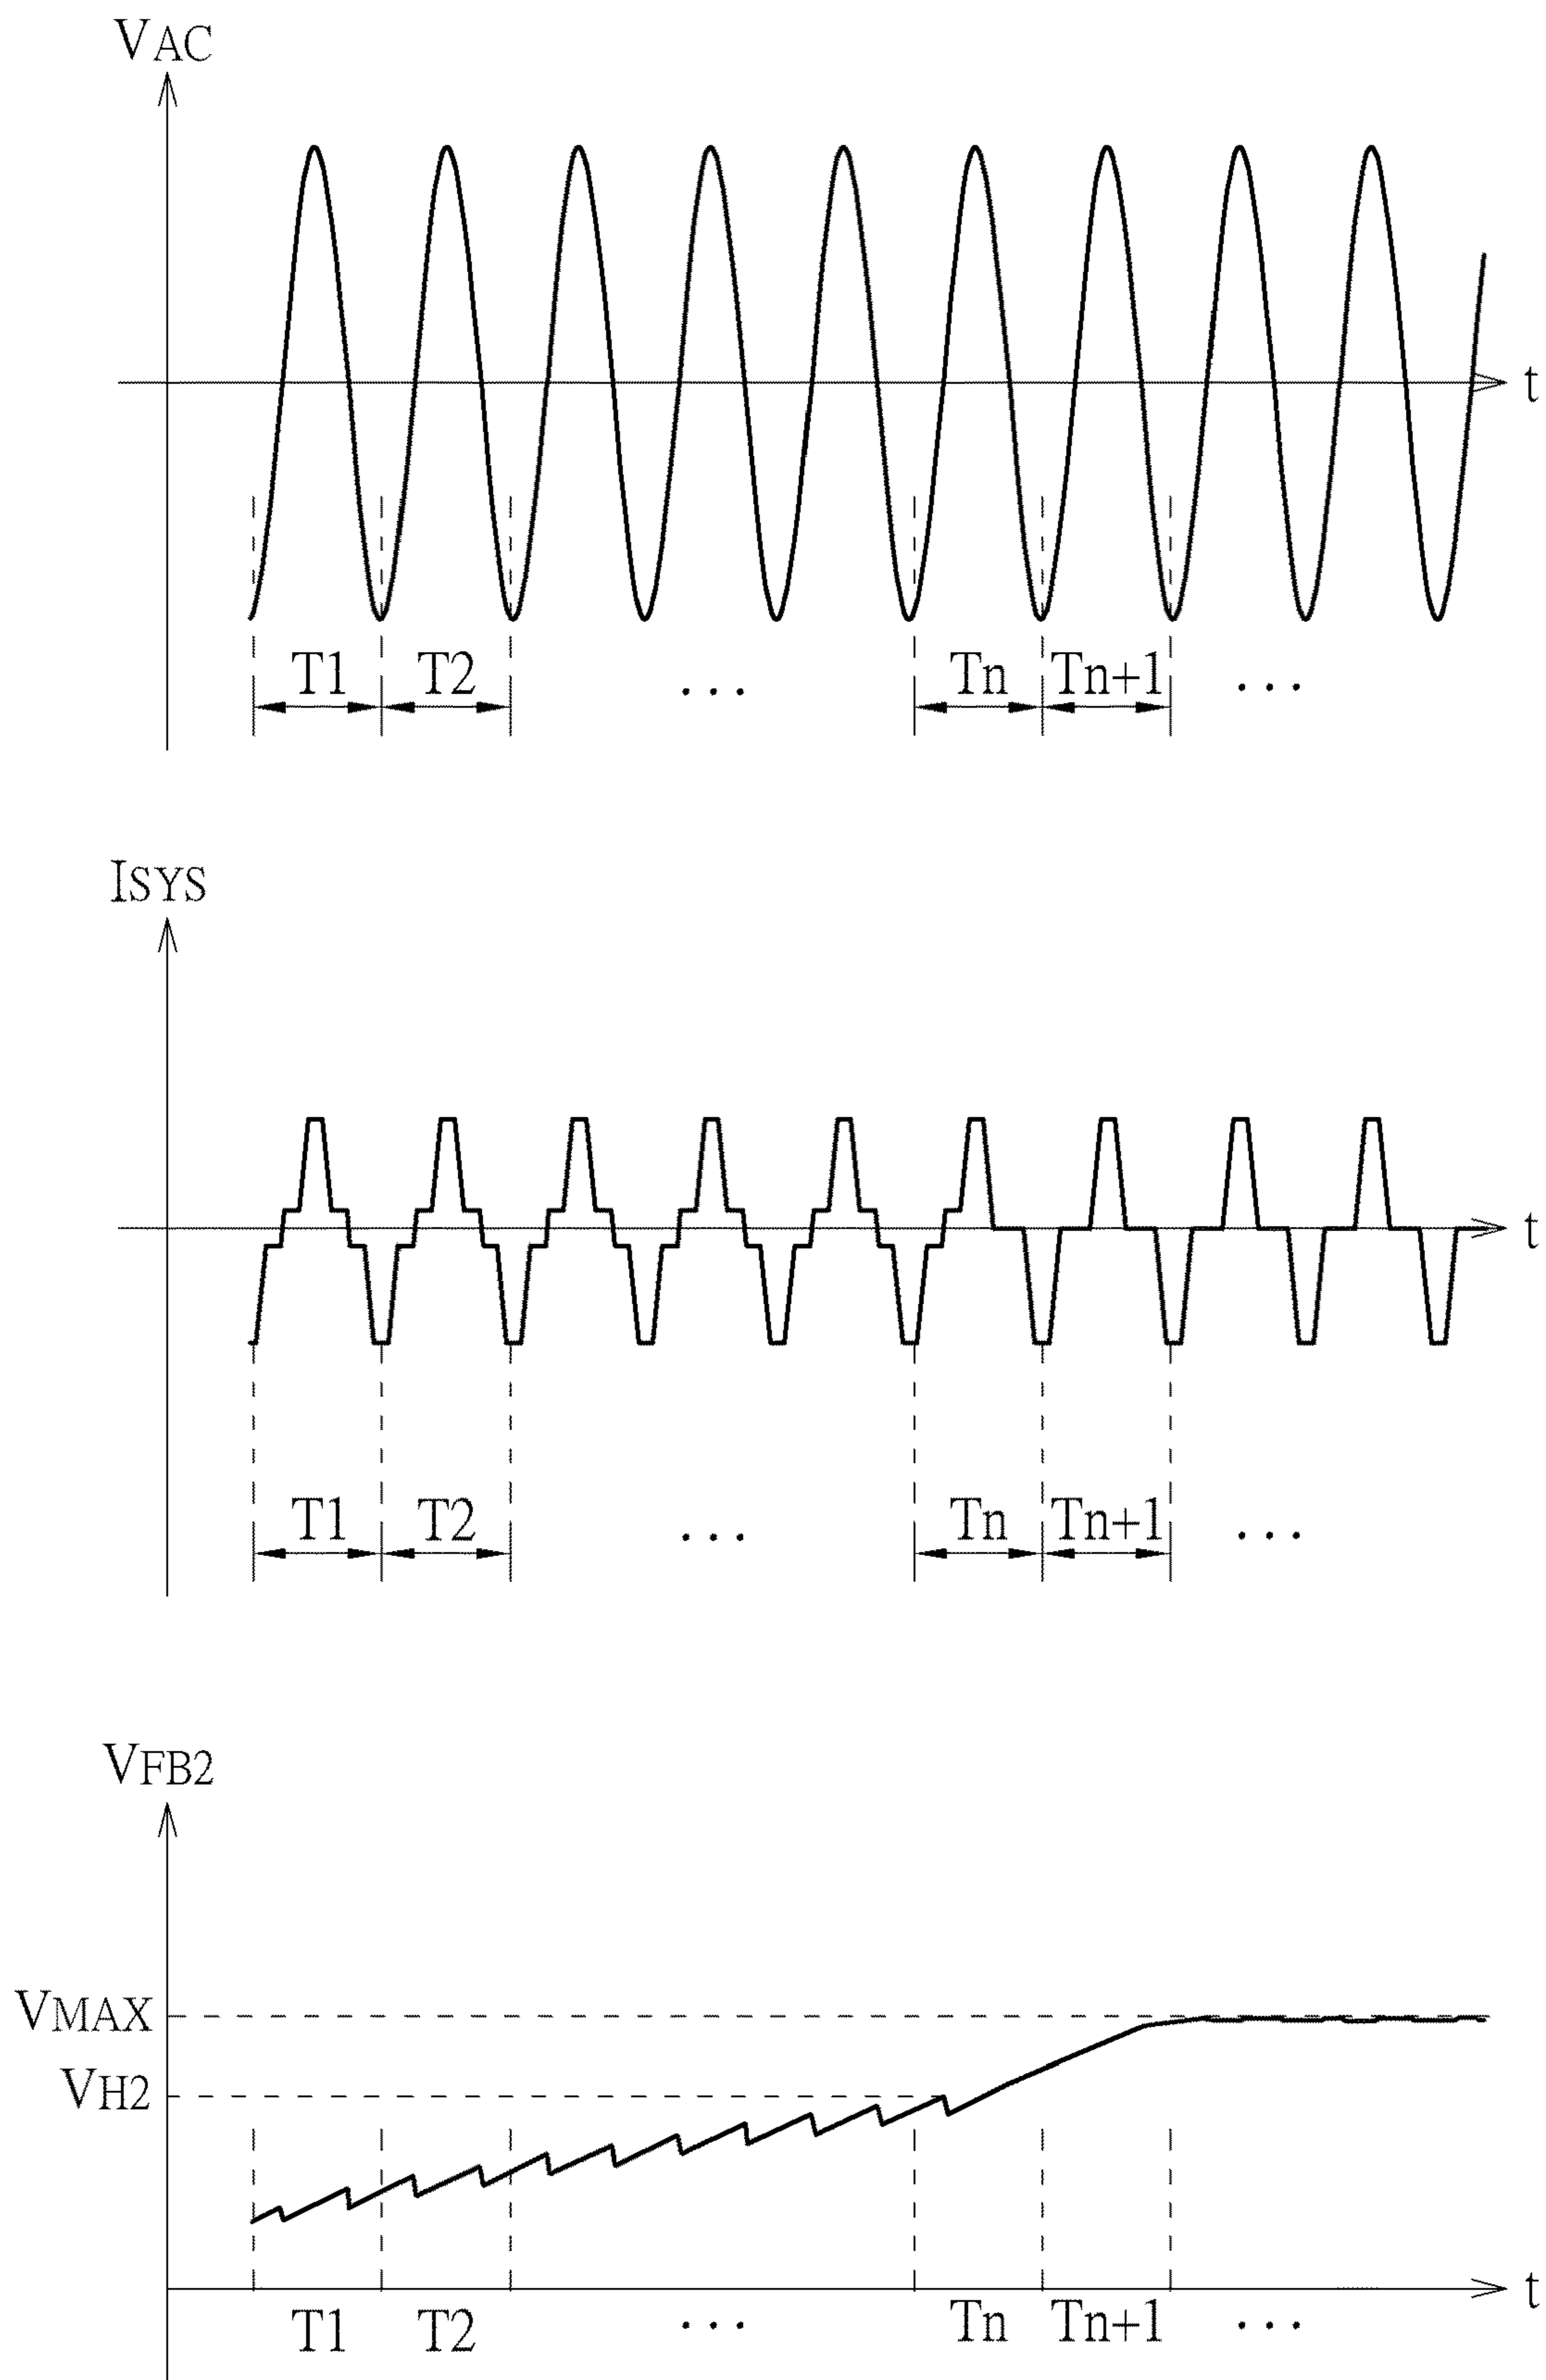 VAC
t
T1 T2 ... Tn Tn+1 ...
ISYS
t
T1 T2 ... Tn Tn+1 ...
VFB2
VMAX
VH2
t
T1 T2 ... Tn Tn+1 ...